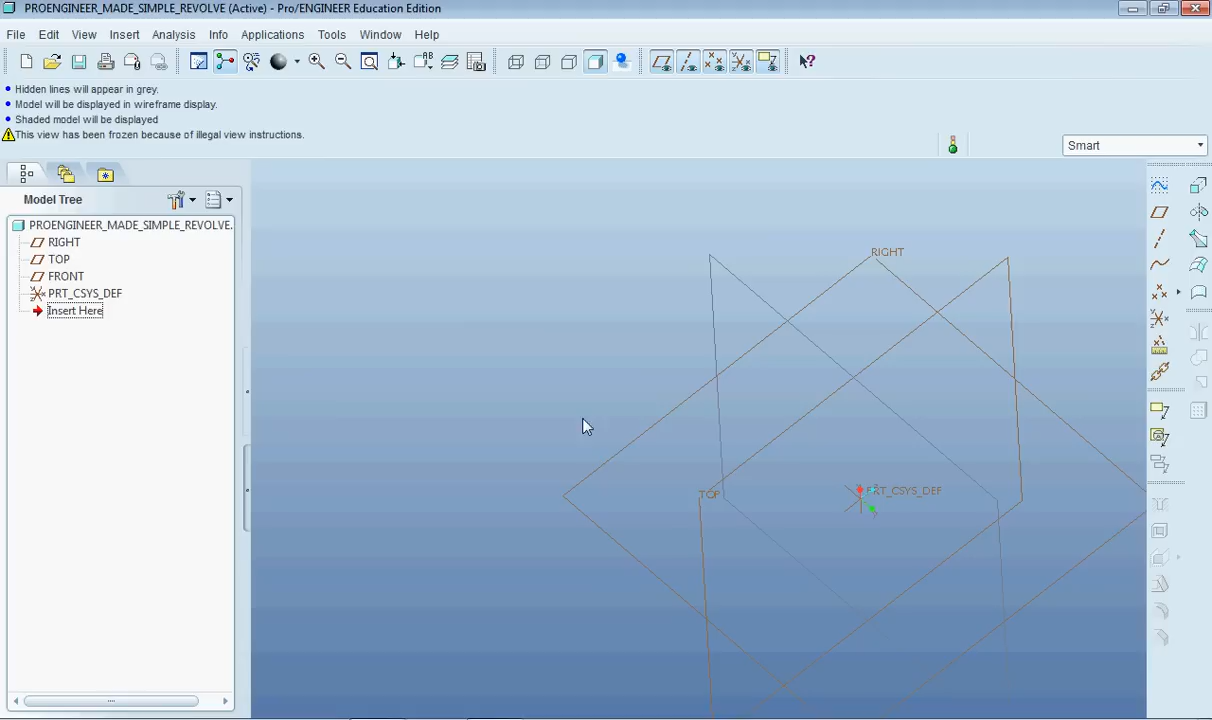 PROENGINEER_MADE_SIMPLE_REVOLVE (Active) - Pro/ENGINEER Education Edition
File Edit View Insert Analysis Info Applications Tools Window Help
Hidden lines will appear in grey.
Model will be displayed in wireframe display.
Shaded model will be displayed
This view has been frozen because of illegal view instructions.
Smart
Model Tree
PROENGINEER_MADE_SIMPLE_REVOLVE.
RIGHT
TOP
FRONT
PRT_CSYS_DEF
Insert Here
RIGHT
TOP
PRT_CSYS_DEF